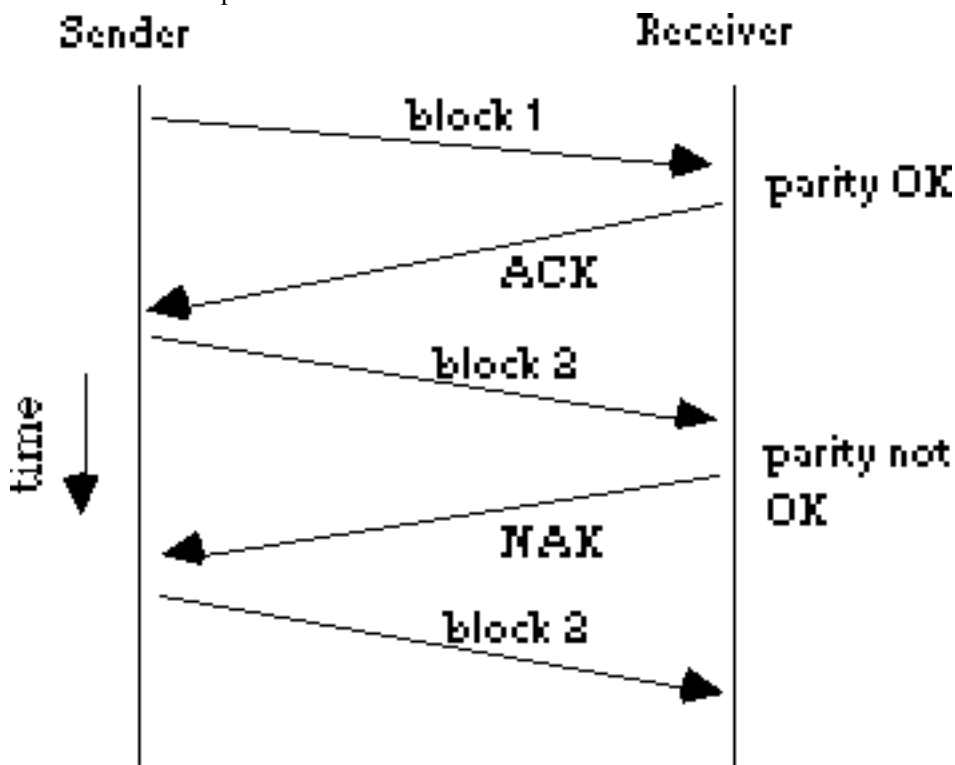 Sender
Receiver
block 1
parity OK
ACK
block 2
time
parity not
OK
NAK
block 2